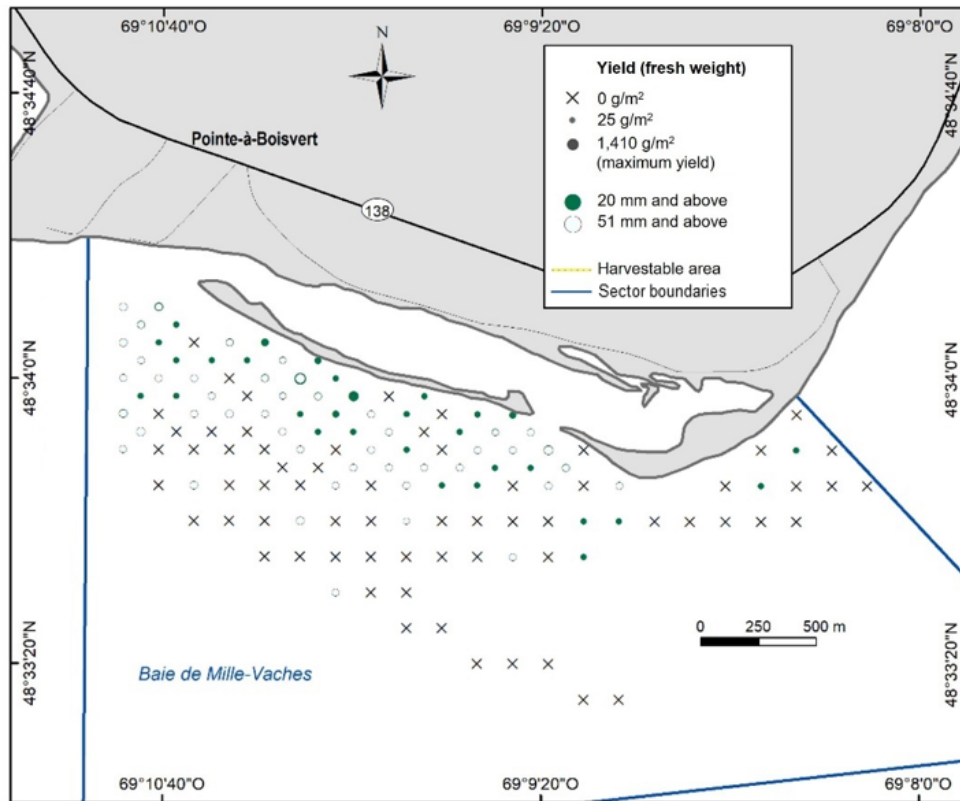 69°10'40"O 69°9'20"O 69°8'0"O
N
48°34'40"N
48°34'40"N
Yield (fresh weight)
0 g/m²
25 g/m²
1,410 g/m²
(maximum yield)
20 mm and above
51 mm and above
Harvestable area
Sector boundaries
Pointe-à-Boisvert
138
48°34'0"N
48°34'0"N
0 250 500 m
48°33'20"N
48°33'20"N
Baie de Mille-Vaches
69°10'40"O 69°9'20"O 69°8'0"O